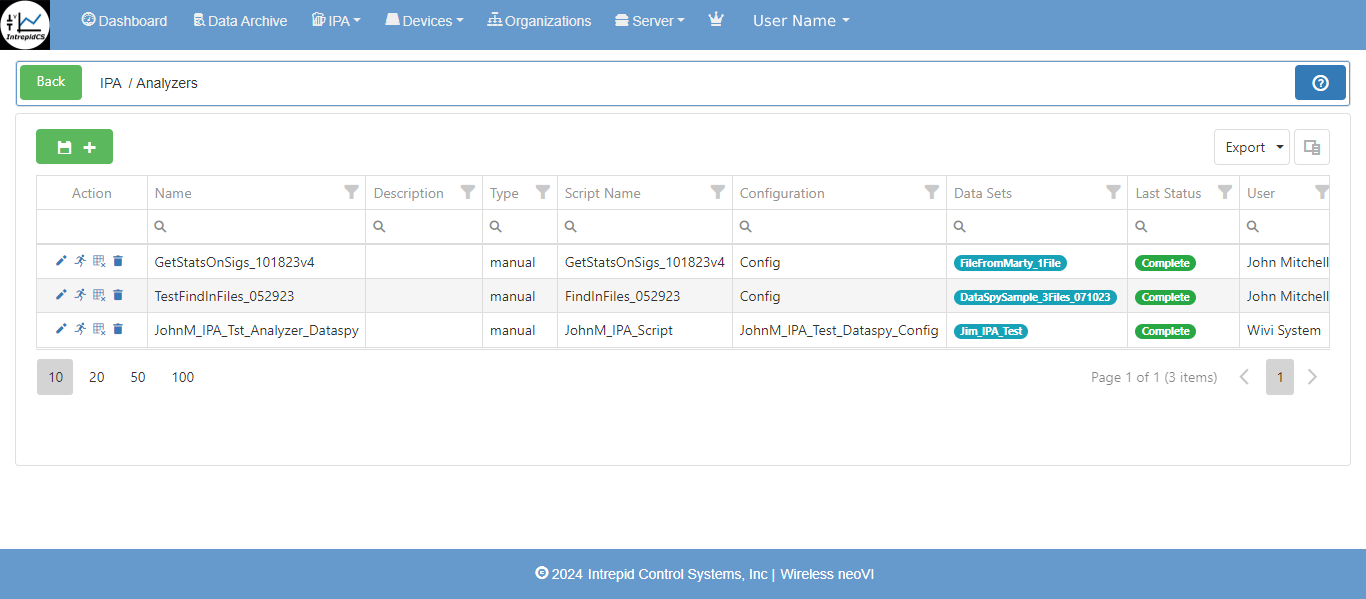 IntrepidCS Dashboard Data Archive IPA Devices Organizations Server User Name
Back IPA / Analyzers
Export
Action Name Description Type Script Name Configuration Data Sets Last Status User
GetStatsOnSigs_101823v4 manual GetStatsOnSigs_101823v4 Config FileFromMarty_1File Complete John Mitchell
TestFindInFiles_052923 manual FindInFiles_052923 Config DataSpySample_3Files_071023 Complete John Mitchell
JohnM_IPA_Tst_Analyzer_Dataspy manual JohnM_IPA_Script JohnM_IPA_Test_Dataspy_Config Jim_IPA_Test Complete Wivi System
10 20 50 100 Page 1 of 1 (3 items) 1
© 2024 Intrepid Control Systems, Inc | Wireless neoVI